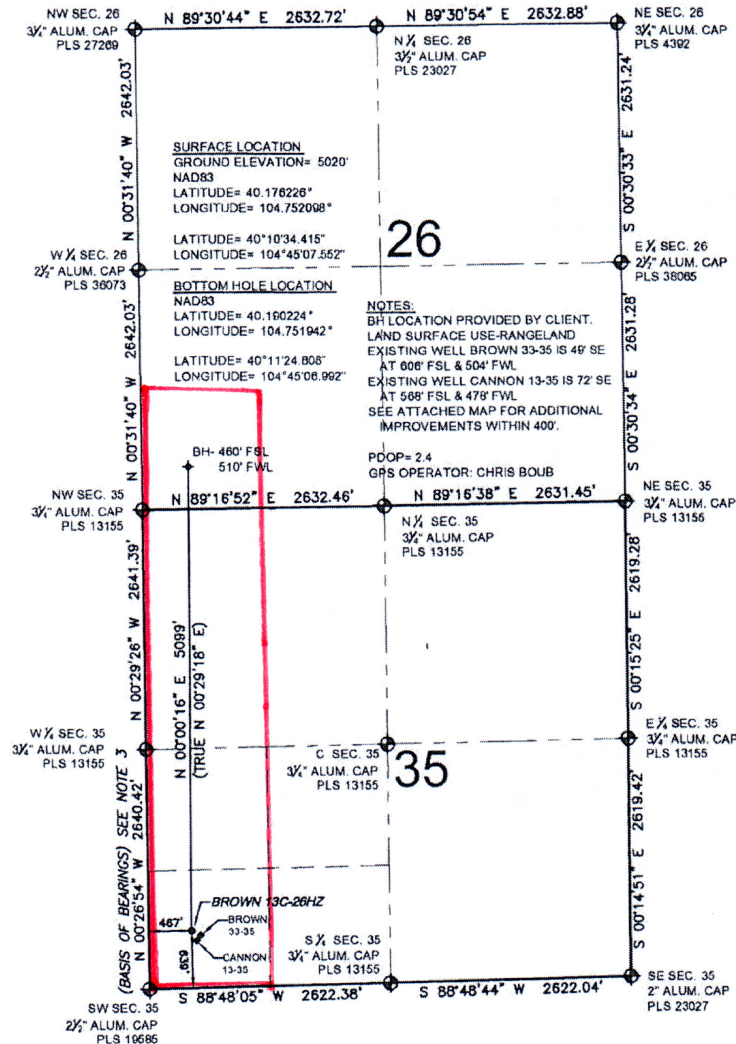 N 89°30'44" E 2632.72'
N 89°30'54" E 2632.88'
NW SEC. 26
3¼" ALUM. CAP
PLS 27269
N ¼ SEC. 26
3½" ALUM. CAP
PLS 23027
NE SEC. 26
3¼" ALUM. CAP
PLS 4392
N 00°31'40" W 2642.03'
S 00°30'33" E 2631.24'
SURFACE LOCATION
GROUND ELEVATION= 5020'
NAD83
LATITUDE= 40.176226°
LONGITUDE= 104.752098°
LATITUDE= 40°10'34.415"
LONGITUDE= 104°45'07.552"
26
W ¼ SEC. 26
2½" ALUM. CAP
PLS 36073
E ¼ SEC. 26
2½" ALUM. CAP
PLS 38065
BOTTOM HOLE LOCATION
NAD83
LATITUDE= 40.190224°
LONGITUDE= 104.751942°
LATITUDE= 40°11'24.808"
LONGITUDE= 104°45'06.992"
NOTES:
BH LOCATION PROVIDED BY CLIENT.
LAND SURFACE USE-RANGELAND
EXISTING WELL BROWN 33-35 IS 49' SE
AT 606' FSL & 504' FWL
EXISTING WELL CANNON 13-35 IS 72' SE
AT 568' FSL & 478' FWL
SEE ATTACHED MAP FOR ADDITIONAL
IMPROVEMENTS WITHIN 400'.
PDOP= 2.4
GPS OPERATOR: CHRIS BOUB
N 00°31'40" W 2642.03'
S 00°30'34" E 2631.28'
BH- 460' FSL
510' FWL
NW SEC. 35
3¼" ALUM. CAP
PLS 13155
N 89°16'52" E 2632.46'
N 89°16'38" E 2631.45'
N ¼ SEC. 35
3¼" ALUM. CAP
PLS 13155
NE SEC. 35
3¼" ALUM. CAP
PLS 13155
N 00°29'26" W 2641.39'
N 00°00'16" E 5099'
(TRUE N 00°29'18" E)
S 00°15'25" E 2619.28'
W ¼ SEC. 35
3¼" ALUM. CAP
PLS 13155
C SEC. 35
3¼" ALUM. CAP
PLS 13155
35
E ¼ SEC. 35
3¼" ALUM. CAP
PLS 13155
(BASIS OF BEARINGS) SEE NOTE 3
N 00°26'54" W 2640.42'
S 00°14'51" E 2619.42'
467'
BROWN 13C-26HZ
BROWN
33-35
CANNON
13-35
639'
S ¼ SEC. 35
3¼" ALUM. CAP
PLS 13155
SW SEC. 35
2½" ALUM. CAP
PLS 19585
S 88°48'05" W 2622.38'
S 88°48'44" W 2622.04'
SE SEC. 35
2" ALUM. CAP
PLS 23027